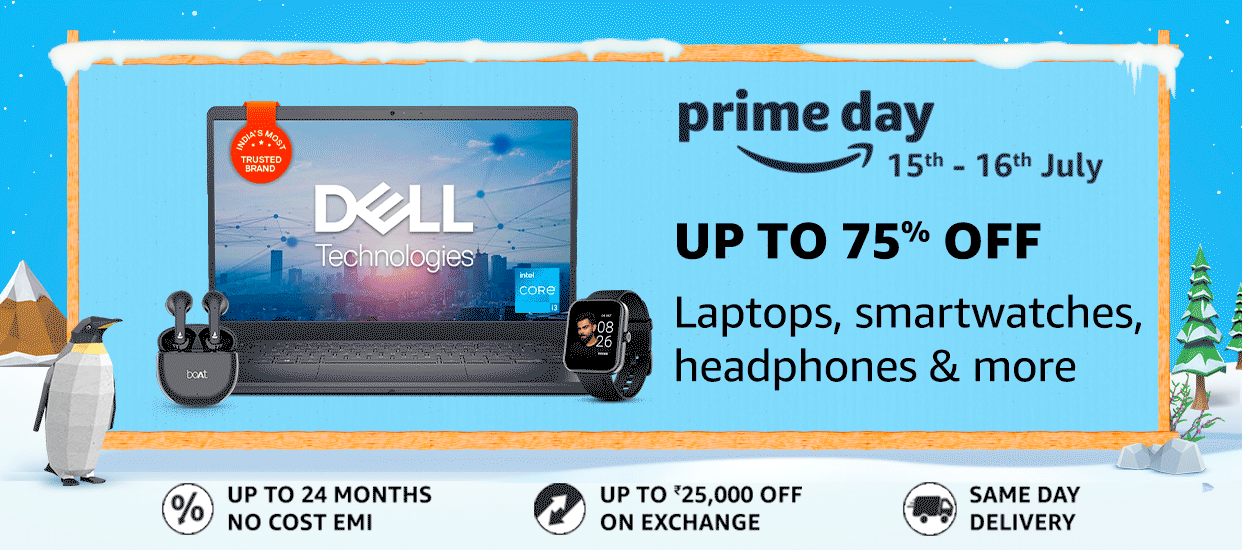 prime day
15th - 16th July
INDIA'S MOST
TRUSTED
BRAND
DELL
Technologies
intel
CORE
i3
UP TO 75% OFF
Laptops, smartwatches,
headphones & more
boAt
08
26
UP TO 24 MONTHS
NO COST EMI
UP TO ₹25,000 OFF
ON EXCHANGE
SAME DAY
DELIVERY